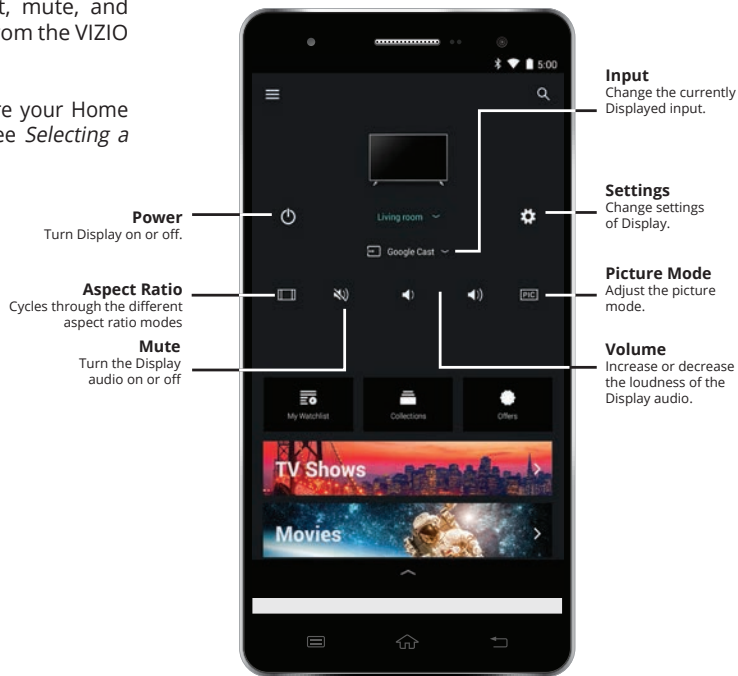 t, mute, and
rom the VIZIO
re your Home
ee Selecting a
Power
Turn Display on or off.
Aspect Ratio
Cycles through the different
aspect ratio modes
Mute
Turn the Display
audio on or off
5:00
Living room
Google Cast
PIC
My Watchlist
Collections
Offers
TV Shows
Movies
Input
Change the currently
Displayed input.
Settings
Change settings
of Display.
Picture Mode
Adjust the picture
mode.
Volume
Increase or decrease
the loudness of the
Display audio.